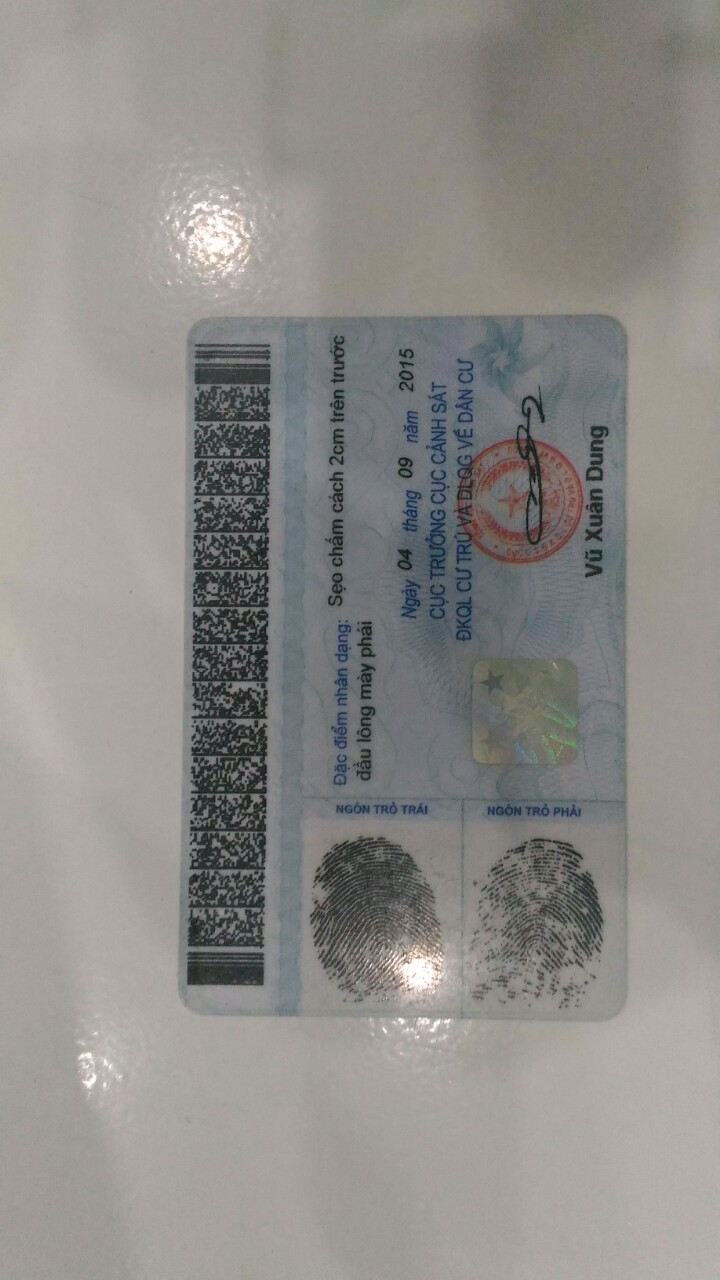 Đặc điểm nhân dạng: Sẹo chấm cách 2cm trên trước
đầu lông mày phải
Ngày 04 tháng 09 năm 2015
CỤC TRƯỞNG CỤC CẢNH SÁT
ĐKQL CƯ TRÚ VÀ DLQG VỀ DÂN CƯ
Vũ Xuân Dung
NGÓN TRỎ TRÁI
NGÓN TRỎ PHẢI